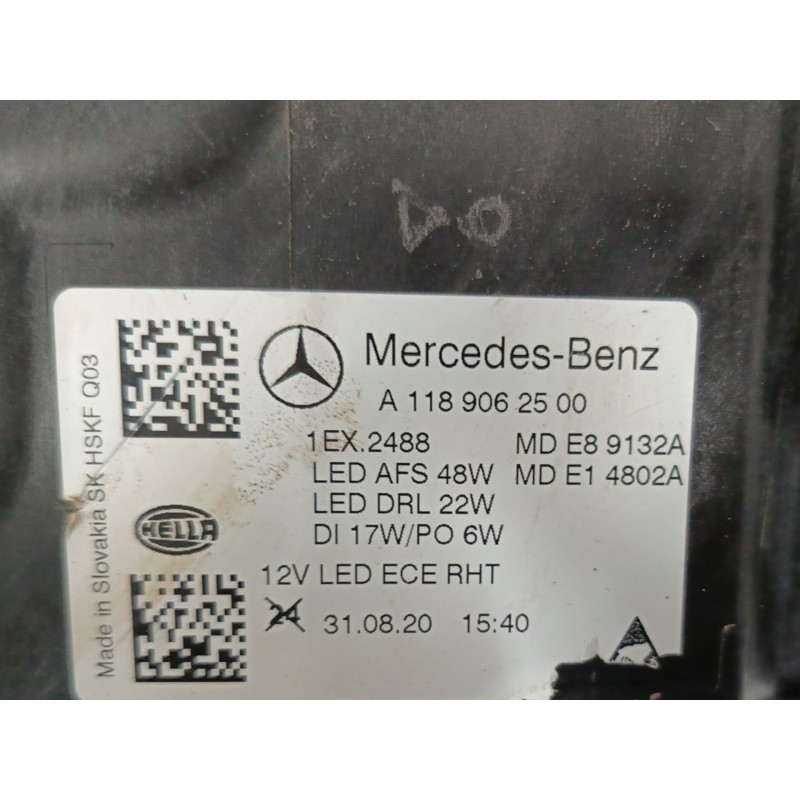 Mercedes-Benz
A 118 906 25 00
1EX.2488 MD E8 9132A
LED AFS 48W MD E1 4802A
LED DRL 22W
DI 17W/PO 6W
12V LED ECE RHT
24 31.08.20 15:40
HELLA
Made in Slovakia SK HSKF Q03